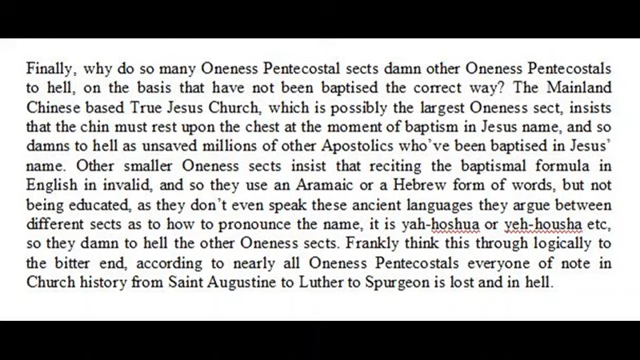 Finally, why do so many Oneness Pentecostal sects damn other Oneness Pentecostals
to hell, on the basis that have not been baptised the correct way? The Mainland
Chinese based True Jesus Church, which is possibly the largest Oneness sect, insists
that the chin must rest upon the chest at the moment of baptism in Jesus name, and so
damns to hell as unsaved millions of other Apostolics who've been baptised in Jesus'
name. Other smaller Oneness sects insist that reciting the baptismal formula in
English in invalid, and so they use an Aramaic or a Hebrew form of words, but not
being educated, as they don't even speak these ancient languages they argue between
different sects as to how to pronounce the name, it is yah-hoshua or yeh-housha etc,
so they damn to hell the other Oneness sects. Frankly think this through logically to
the bitter end, according to nearly all Oneness Pentecostals everyone of note in
Church history from Saint Augustine to Luther to Spurgeon is lost and in hell.